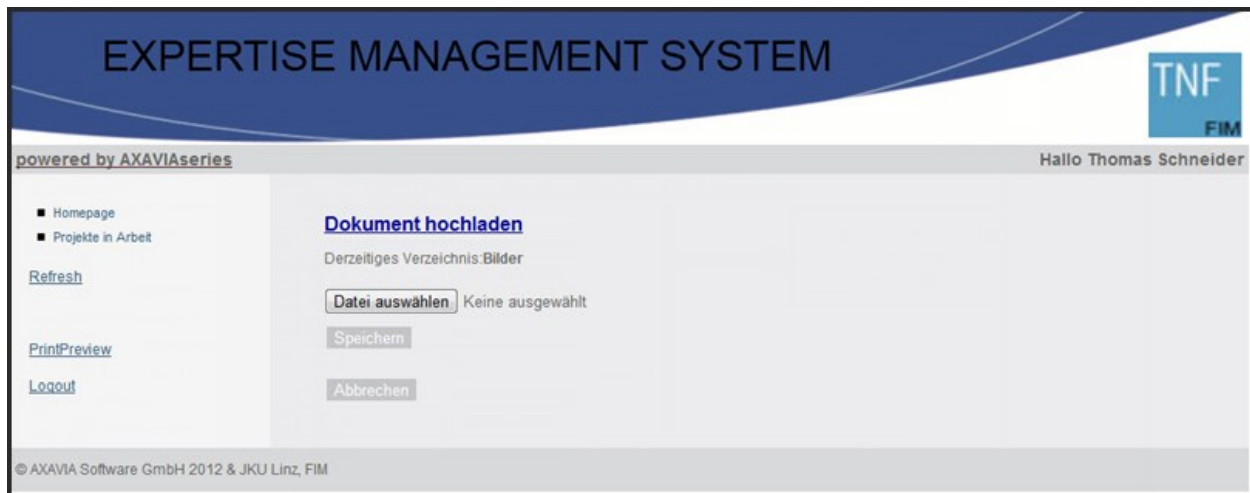 EXPERTISE MANAGEMENT SYSTEM
TNF
FIM
powered by AXAVIAseries
Hallo Thomas Schneider
Homepage
Projekte in Arbeit
Refresh
PrintPreview
Logout
Dokument hochladen
Derzeitiges Verzeichnis:Bilder
Datei auswählen Keine ausgewählt
Speichern
Abbrechen
© AXAVIA Software GmbH 2012 & JKU Linz, FIM